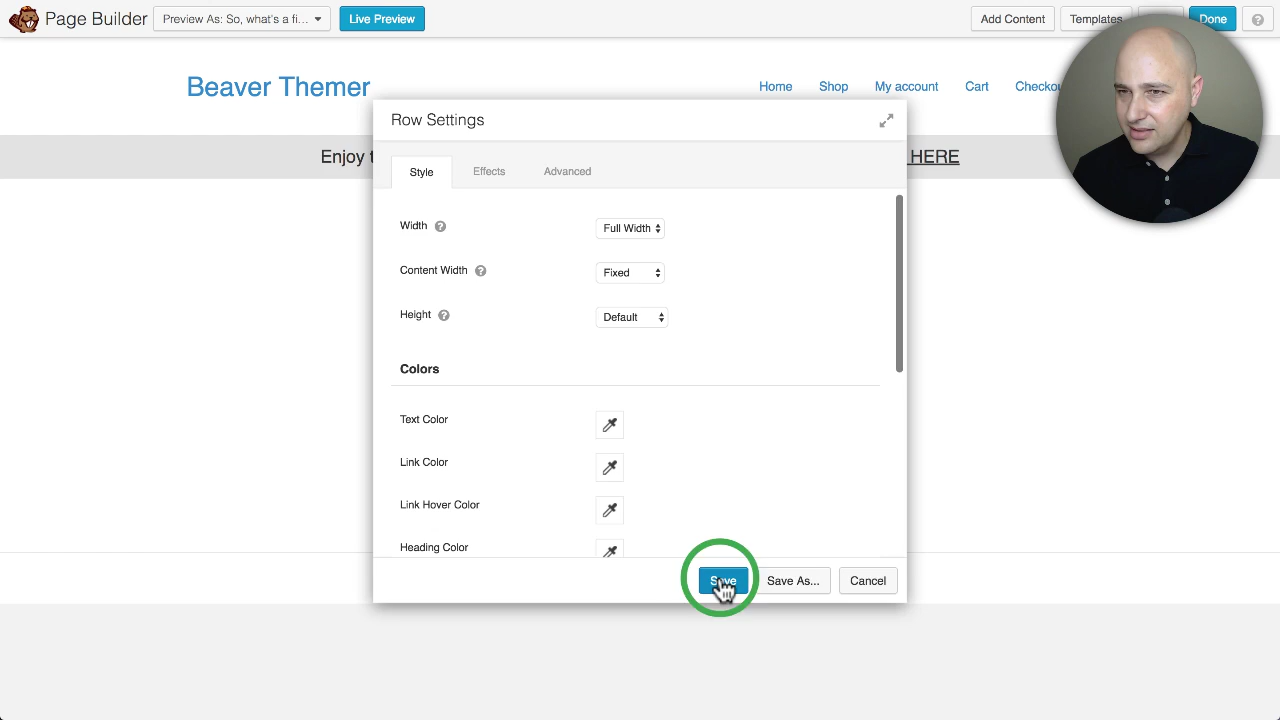 Page Builder
Preview As: So, what's a fi...
Live Preview
Add Content
Templates
Done
Beaver Themer
Home
Shop
My account
Cart
Row Settings
Enjoy
HERE
Style
Effects
Advanced
Width
Full Width
Content Width
Fixed
Height
Default
Colors
Text Color
Link Color
Link Hover Color
Heading Color
Save
Save As...
Cancel